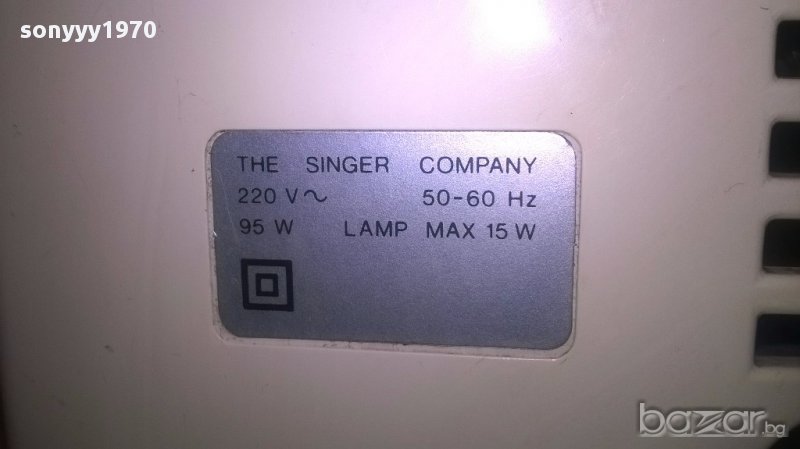 sonyyy1970
THE SINGER COMPANY
220 V~ 50-60 Hz
95 W LAMP MAX 15 W
bazar.bg